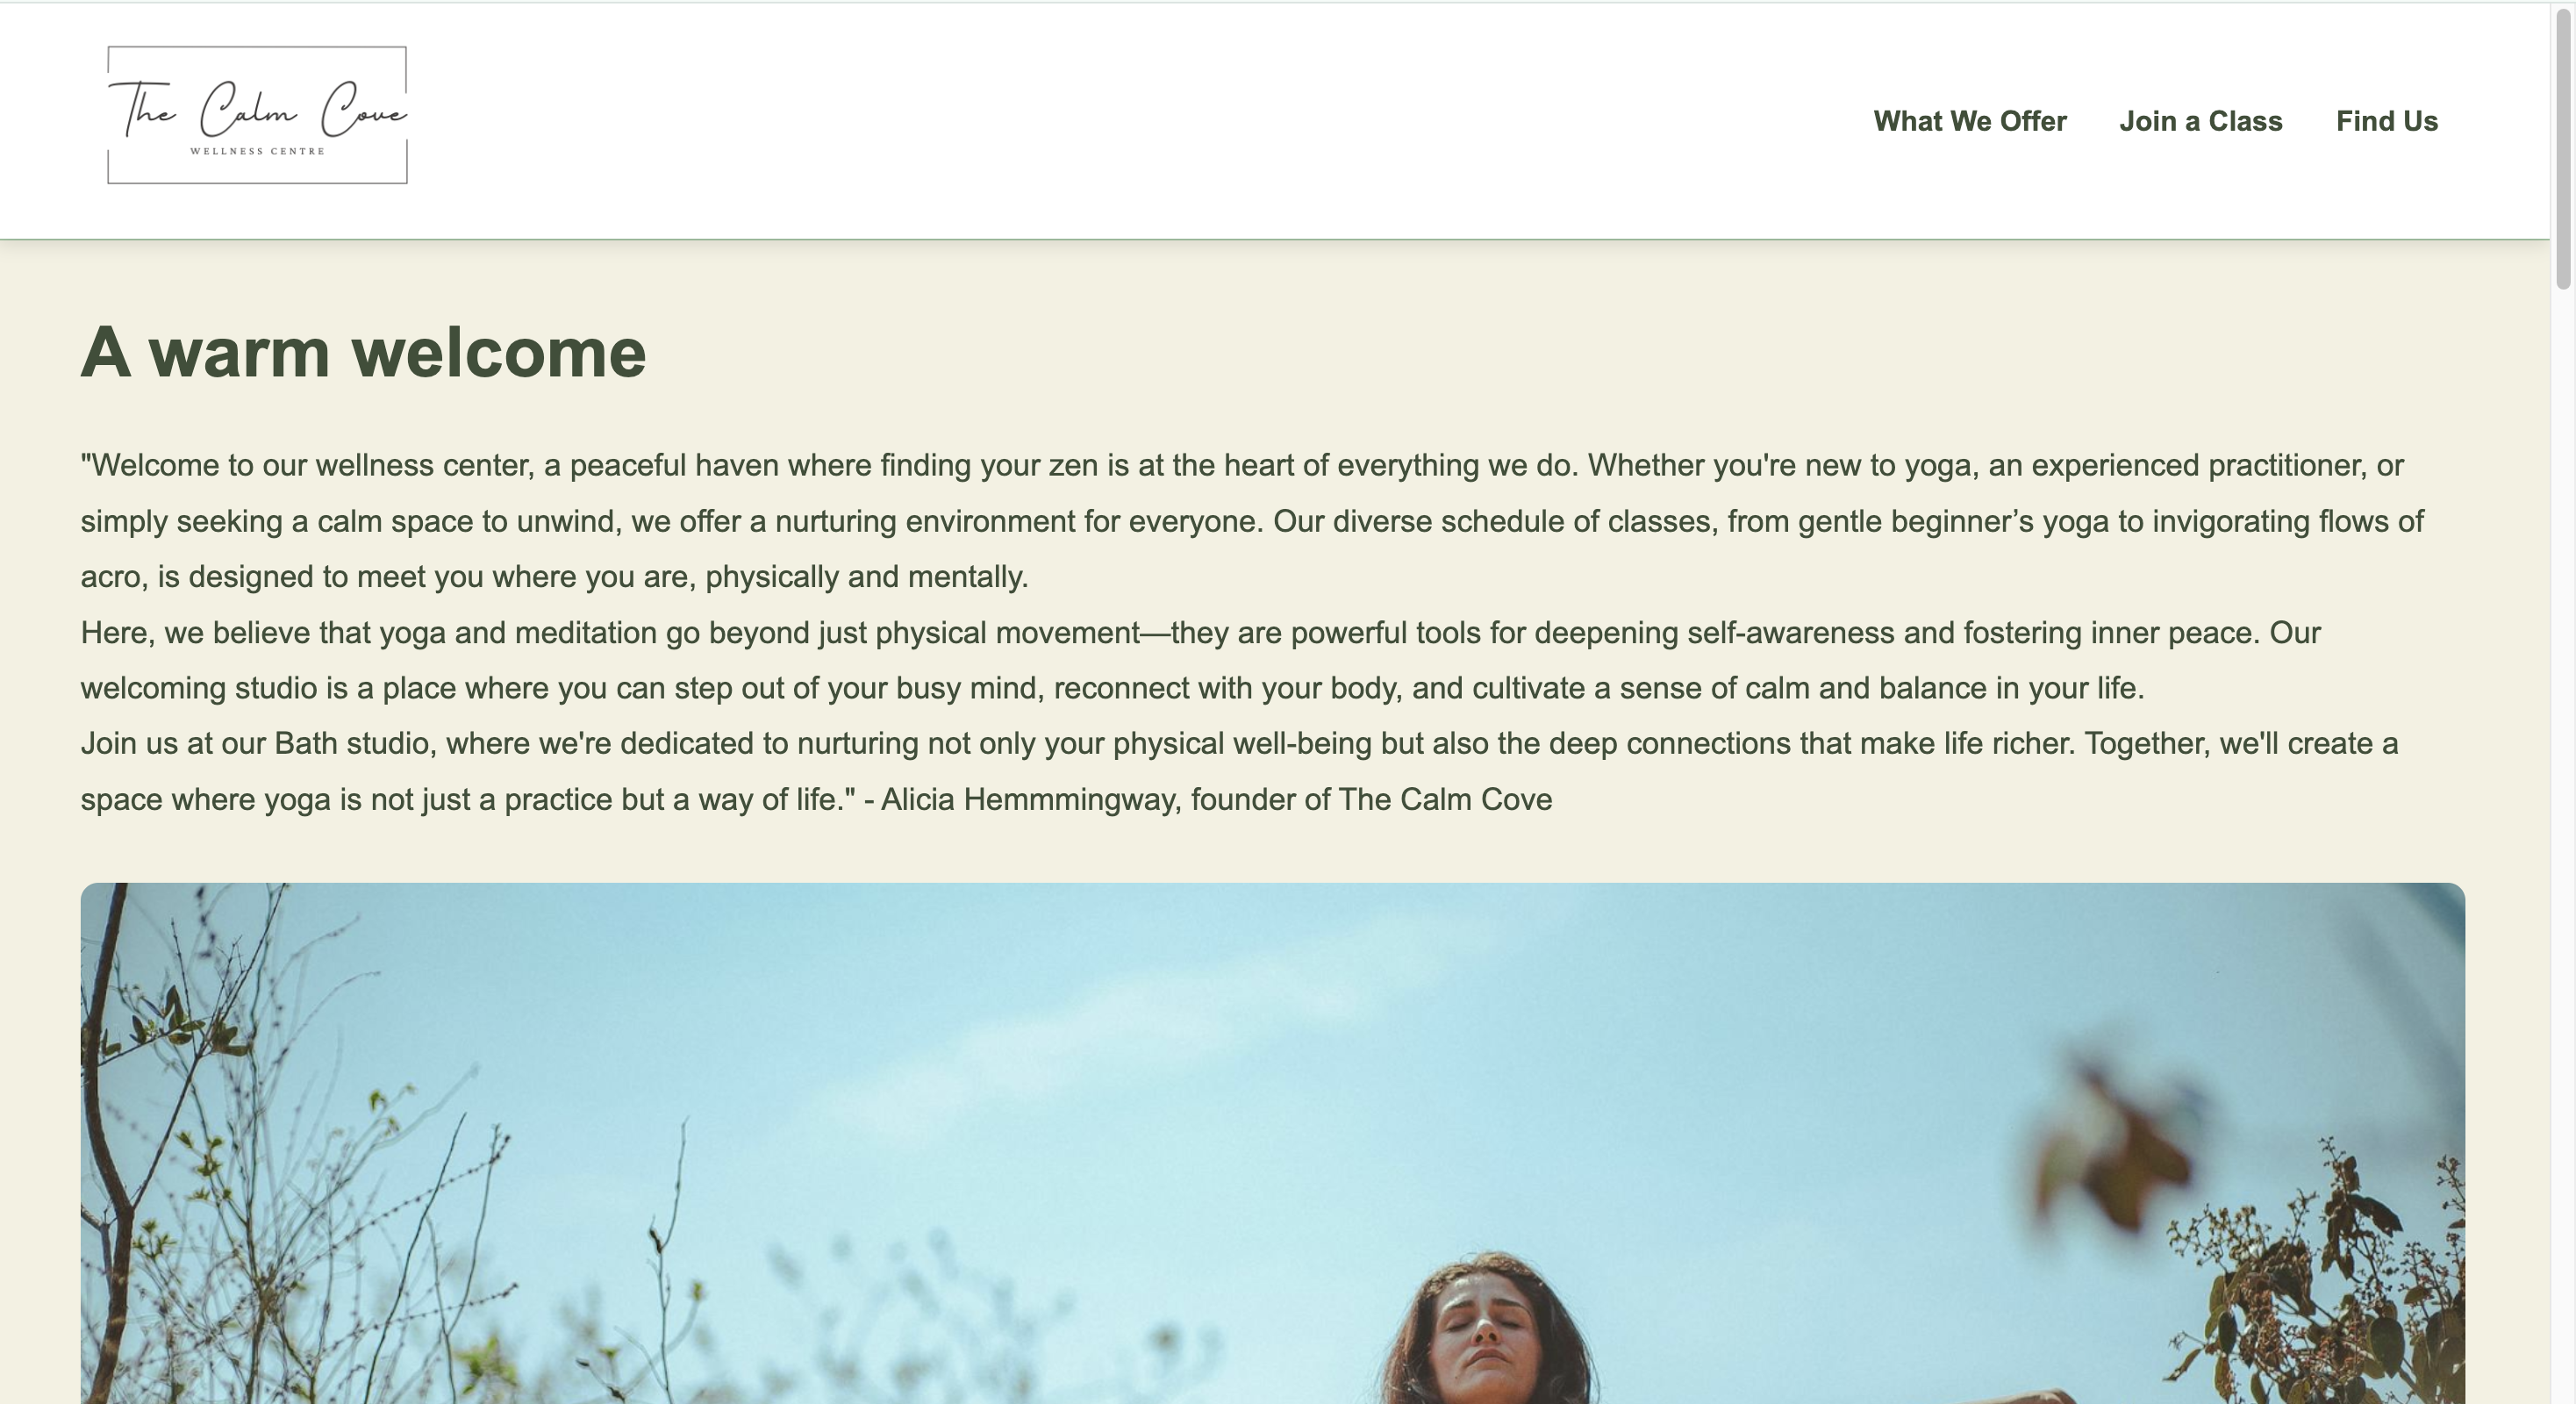 The Calm Cove
WELLNESS CENTRE
What We Offer
Join a Class
Find Us
A warm welcome
"Welcome to our wellness center, a peaceful haven where finding your zen is at the heart of everything we do. Whether you're new to yoga, an experienced practitioner, or
simply seeking a calm space to unwind, we offer a nurturing environment for everyone. Our diverse schedule of classes, from gentle beginner’s yoga to invigorating flows of
acro, is designed to meet you where you are, physically and mentally.
Here, we believe that yoga and meditation go beyond just physical movement—they are powerful tools for deepening self-awareness and fostering inner peace. Our
welcoming studio is a place where you can step out of your busy mind, reconnect with your body, and cultivate a sense of calm and balance in your life.
Join us at our Bath studio, where we're dedicated to nurturing not only your physical well-being but also the deep connections that make life richer. Together, we'll create a
space where yoga is not just a practice but a way of life." - Alicia Hemmmingway, founder of The Calm Cove